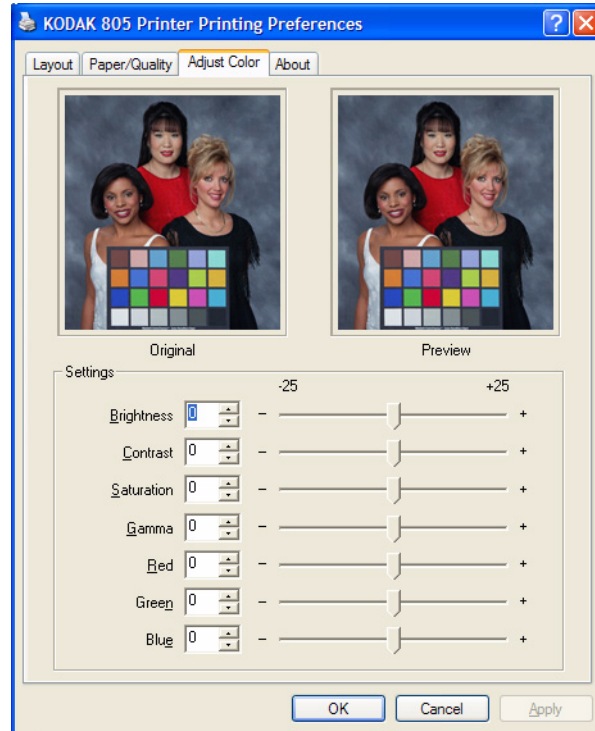 KODAK 805 Printer Printing Preferences
Layout Paper/Quality Adjust Color About
Original Preview
Settings
-25 +25
Brightness 0 - +
Contrast 0 - +
Saturation 0 - +
Gamma 0 - +
Red 0 - +
Green 0 - +
Blue 0 - +
OK Cancel Apply